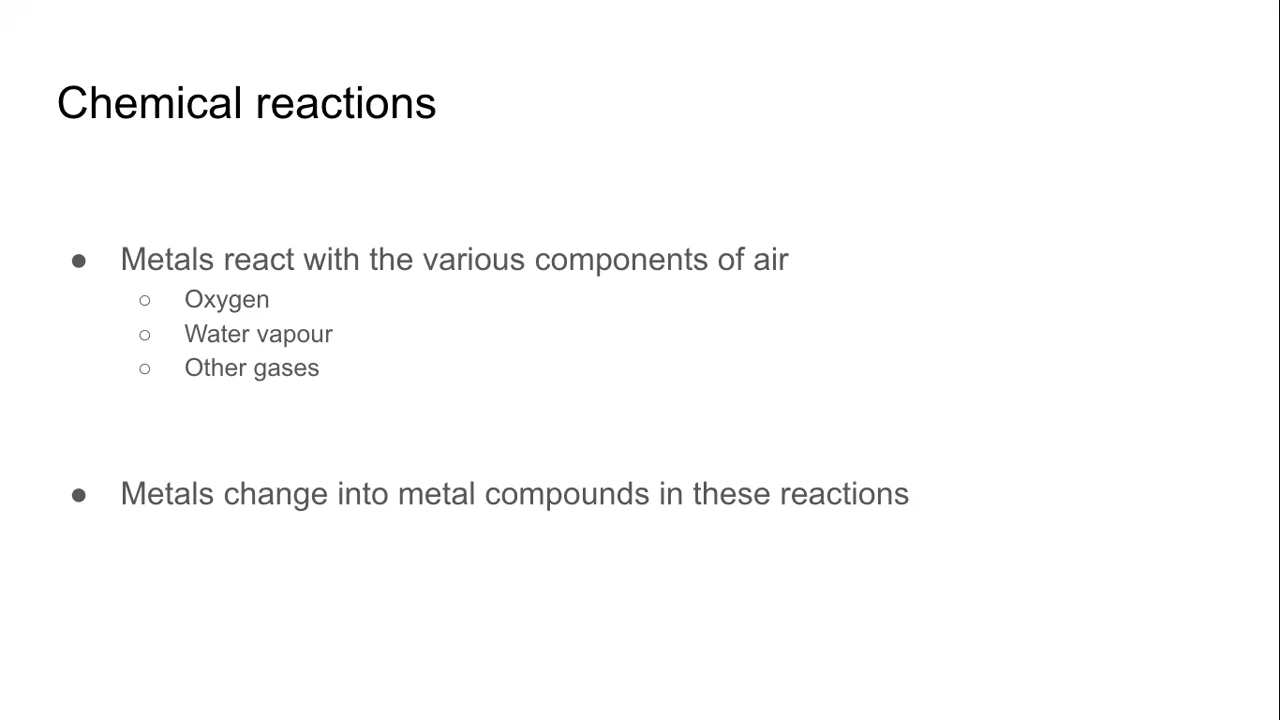 Chemical reactions
● Metals react with the various components of air
○ Oxygen
○ Water vapour
○ Other gases
● Metals change into metal compounds in these reactions